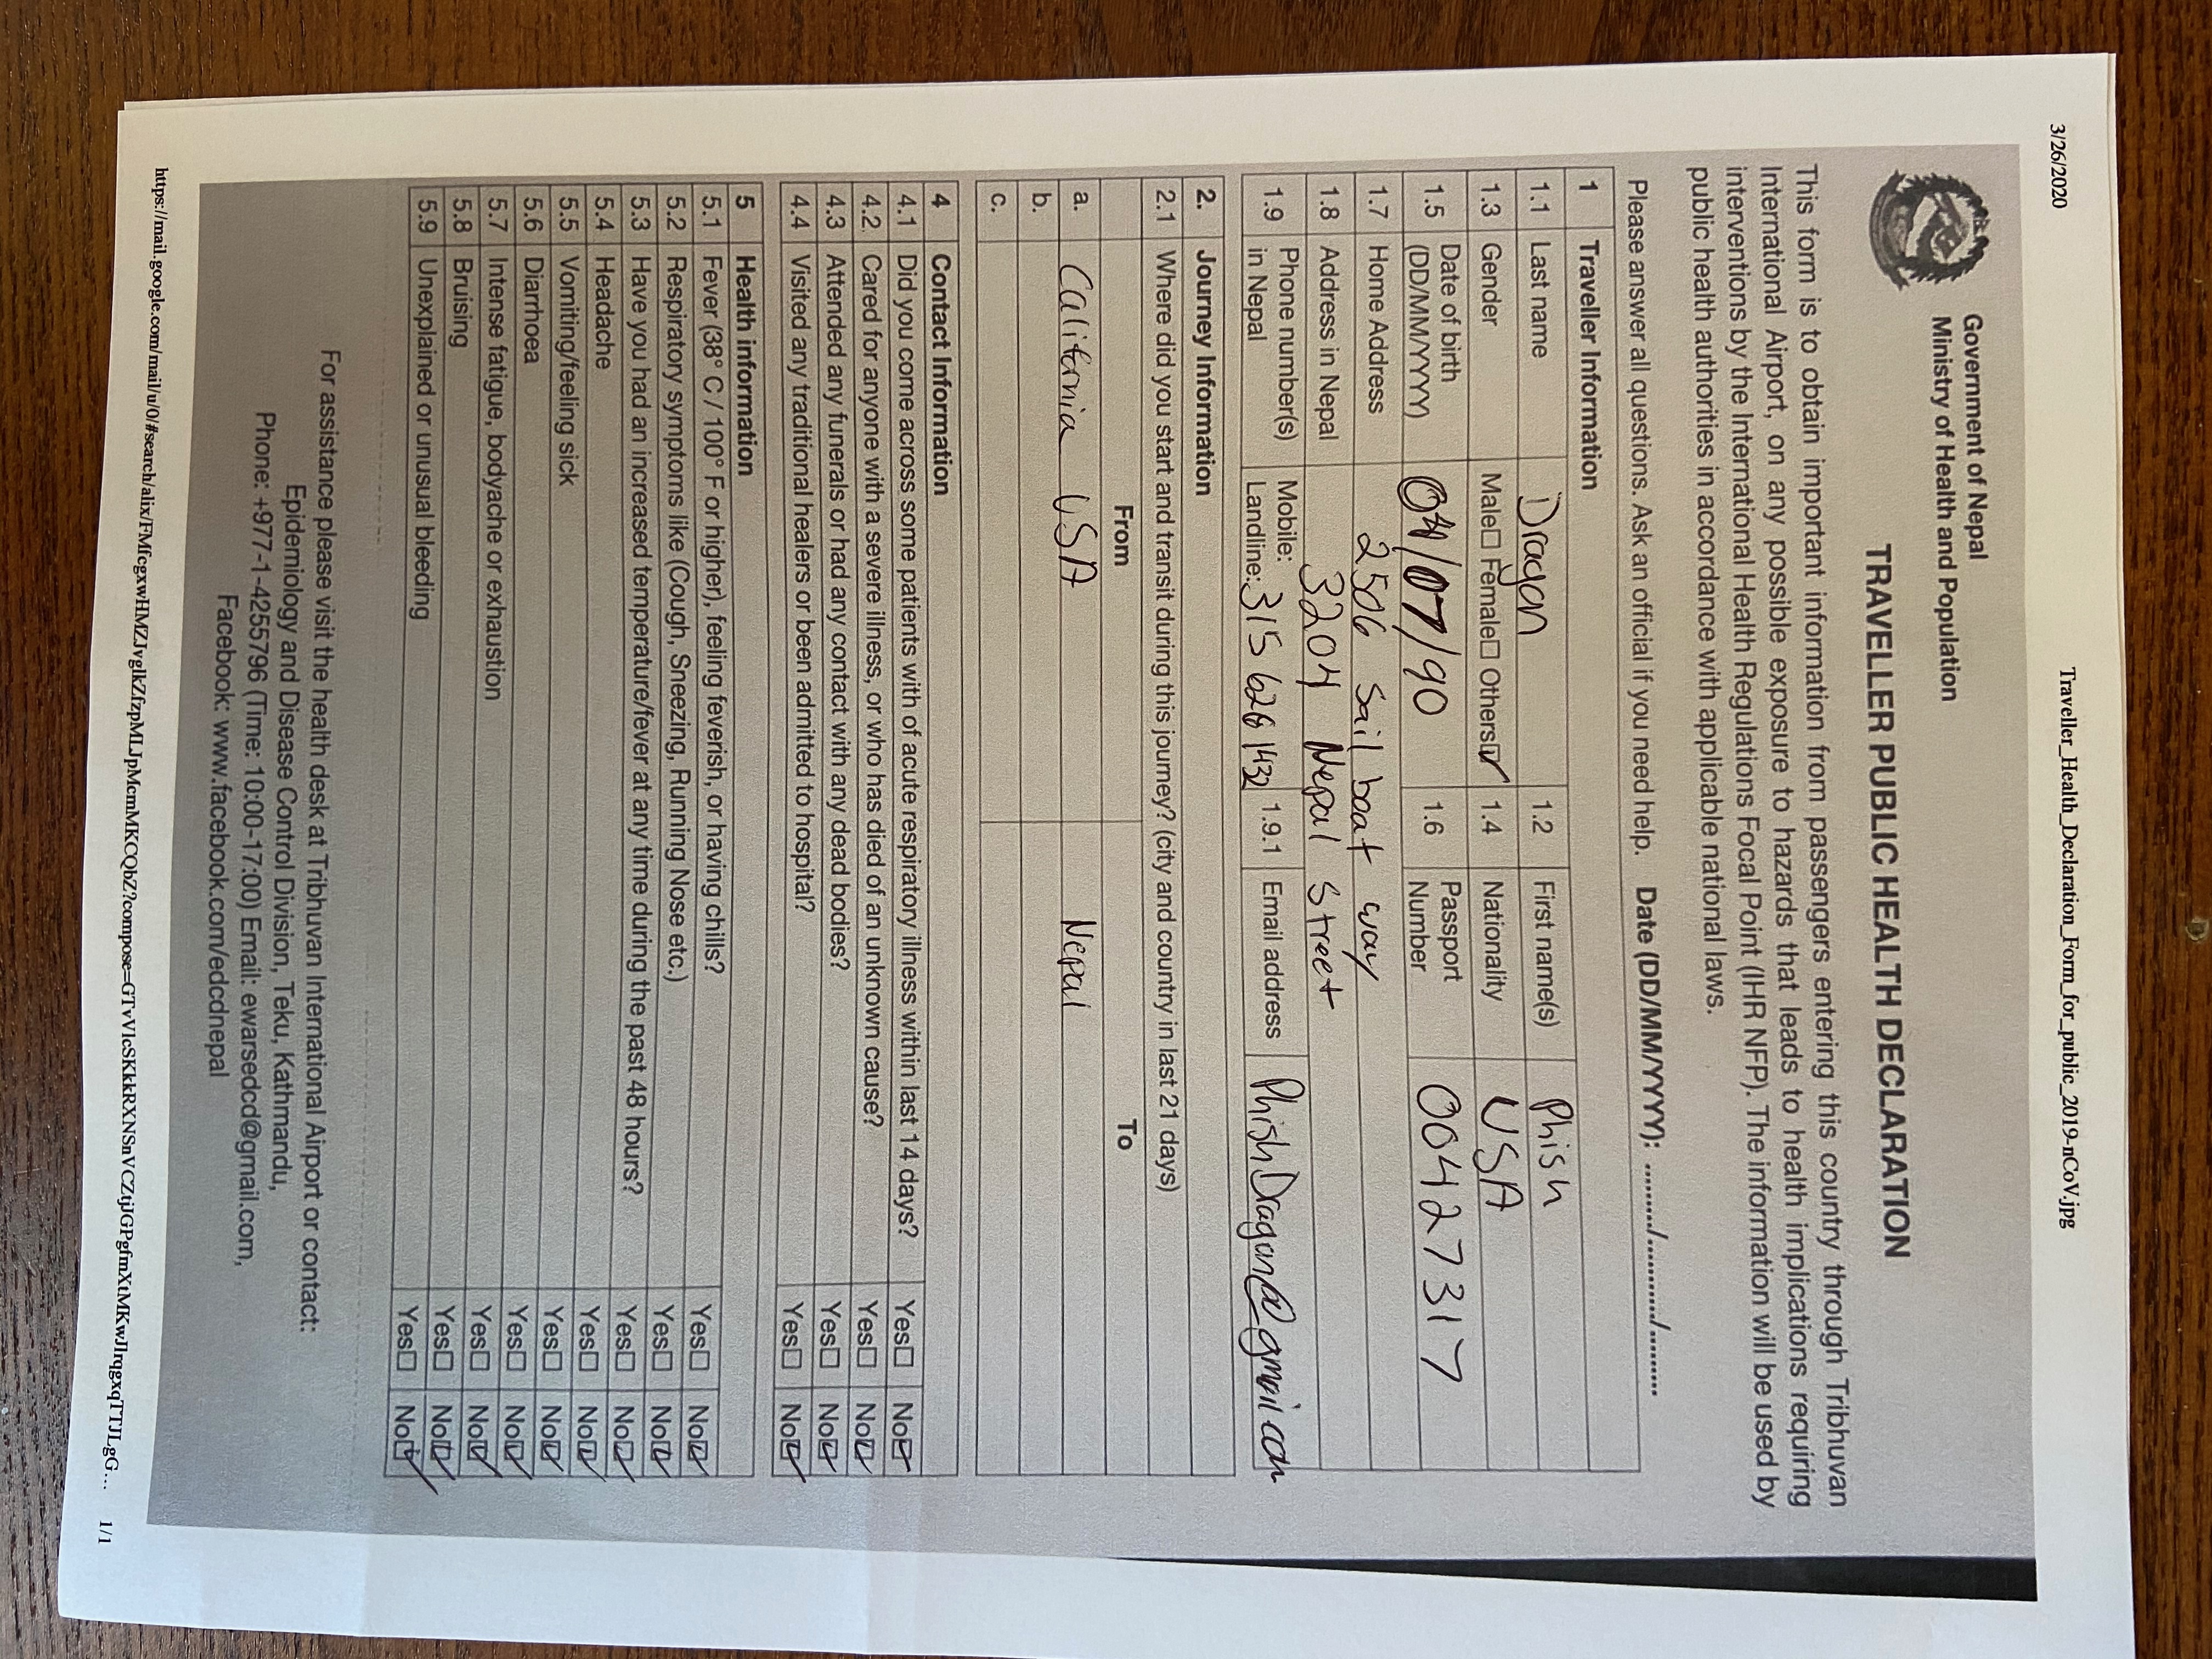 3/26/2020 Traveller_Health_Declaration_Form_for_public_2019-nCoV.jpg
Government of Nepal
Ministry of Health and Population
TRAVELLER PUBLIC HEALTH DECLARATION
This form is to obtain important information from passengers entering this country through Tribhuvan
International Airport, on any possible exposure to hazards that leads to health implications requiring
interventions by the International Health Regulations Focal Point (IHR NFP). The information will be used by
public health authorities in accordance with applicable national laws.
Please answer all questions. Ask an official if you need help. Date (DD/MM/YYYY): ......../........../........
1 Traveller Information
1.1 Last name Dragon 1.2 First name(s) Phish
1.3 Gender Male☐ Female☐ Others☑ 1.4 Nationality USA
1.5 Date of birth (DD/MM/YYYY) 04/07/90 1.6 Passport Number 00427317
1.7 Home Address 2506 Sail boat way
1.8 Address in Nepal 3204 Nepal Street
1.9 Phone number(s) in Nepal Mobile: Landline: 315 626 1432 1.9.1 Email address
2. Journey Information
2.1 Where did you start and transit during this journey? (city and country in last 21 days)
From To
a. California USA Nepal
b.
c.
4 Contact Information
4.1 Did you come across some patients with of acute respiratory illness within last 14 days? Yes☐ No☑
4.2. Cared for anyone with a severe illness, or who has died of an unknown cause? Yes☐ No☑
4.3 Attended any funerals or had any contact with any dead bodies? Yes☐ No☑
4.4 Visited any traditional healers or been admitted to hospital? Yes☐ No☑
5 Health information
5.1 Fever (38° C / 100° F or higher), feeling feverish, or having chills? Yes☐ No☑
5.2 Respiratory symptoms like (Cough, Sneezing, Running Nose etc.) Yes☐ No☑
5.3 Have you had an increased temperature/fever at any time during the past 48 hours? Yes☐ No☑
5.4 Headache Yes☐ No☑
5.5 Vomiting/feeling sick Yes☐ No☑
5.6 Diarrhoea Yes☐ No☑
5.7 Intense fatigue, bodyache or exhaustion Yes☐ No☑
5.8 Bruising Yes☐ No☑
5.9 Unexplained or unusual bleeding Yes☐ No☑
For assistance please visit the health desk at Tribhuvan International Airport or contact:
Epidemiology and Disease Control Division, Teku, Kathmandu,
Phone: +977-1-4255796 (Time: 10:00-17:00) Email: ewarsedcd@gmail.com,
Facebook: www.facebook.com/edcdnepal
1/1